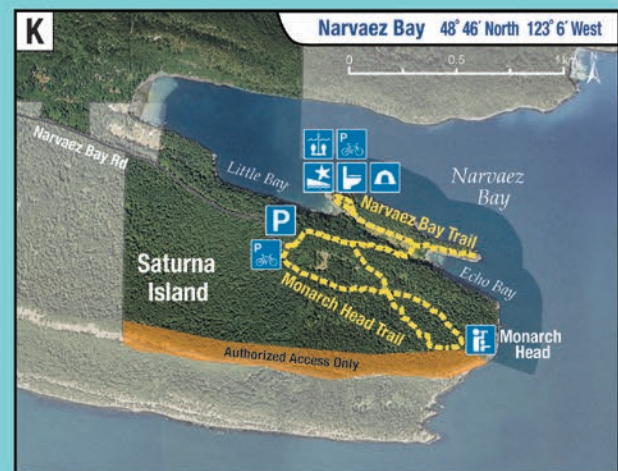 K
Narvaez Bay 48° 46′ North 123° 6′ West
0 0.5 1km
N
Narvaez Bay Rd
Little Bay
P
P
Narvaez
Bay
Narvaez Bay Trail
P
Echo Bay
Saturna
Island
Monarch Head Trail
Monarch
Head
Authorized Access Only